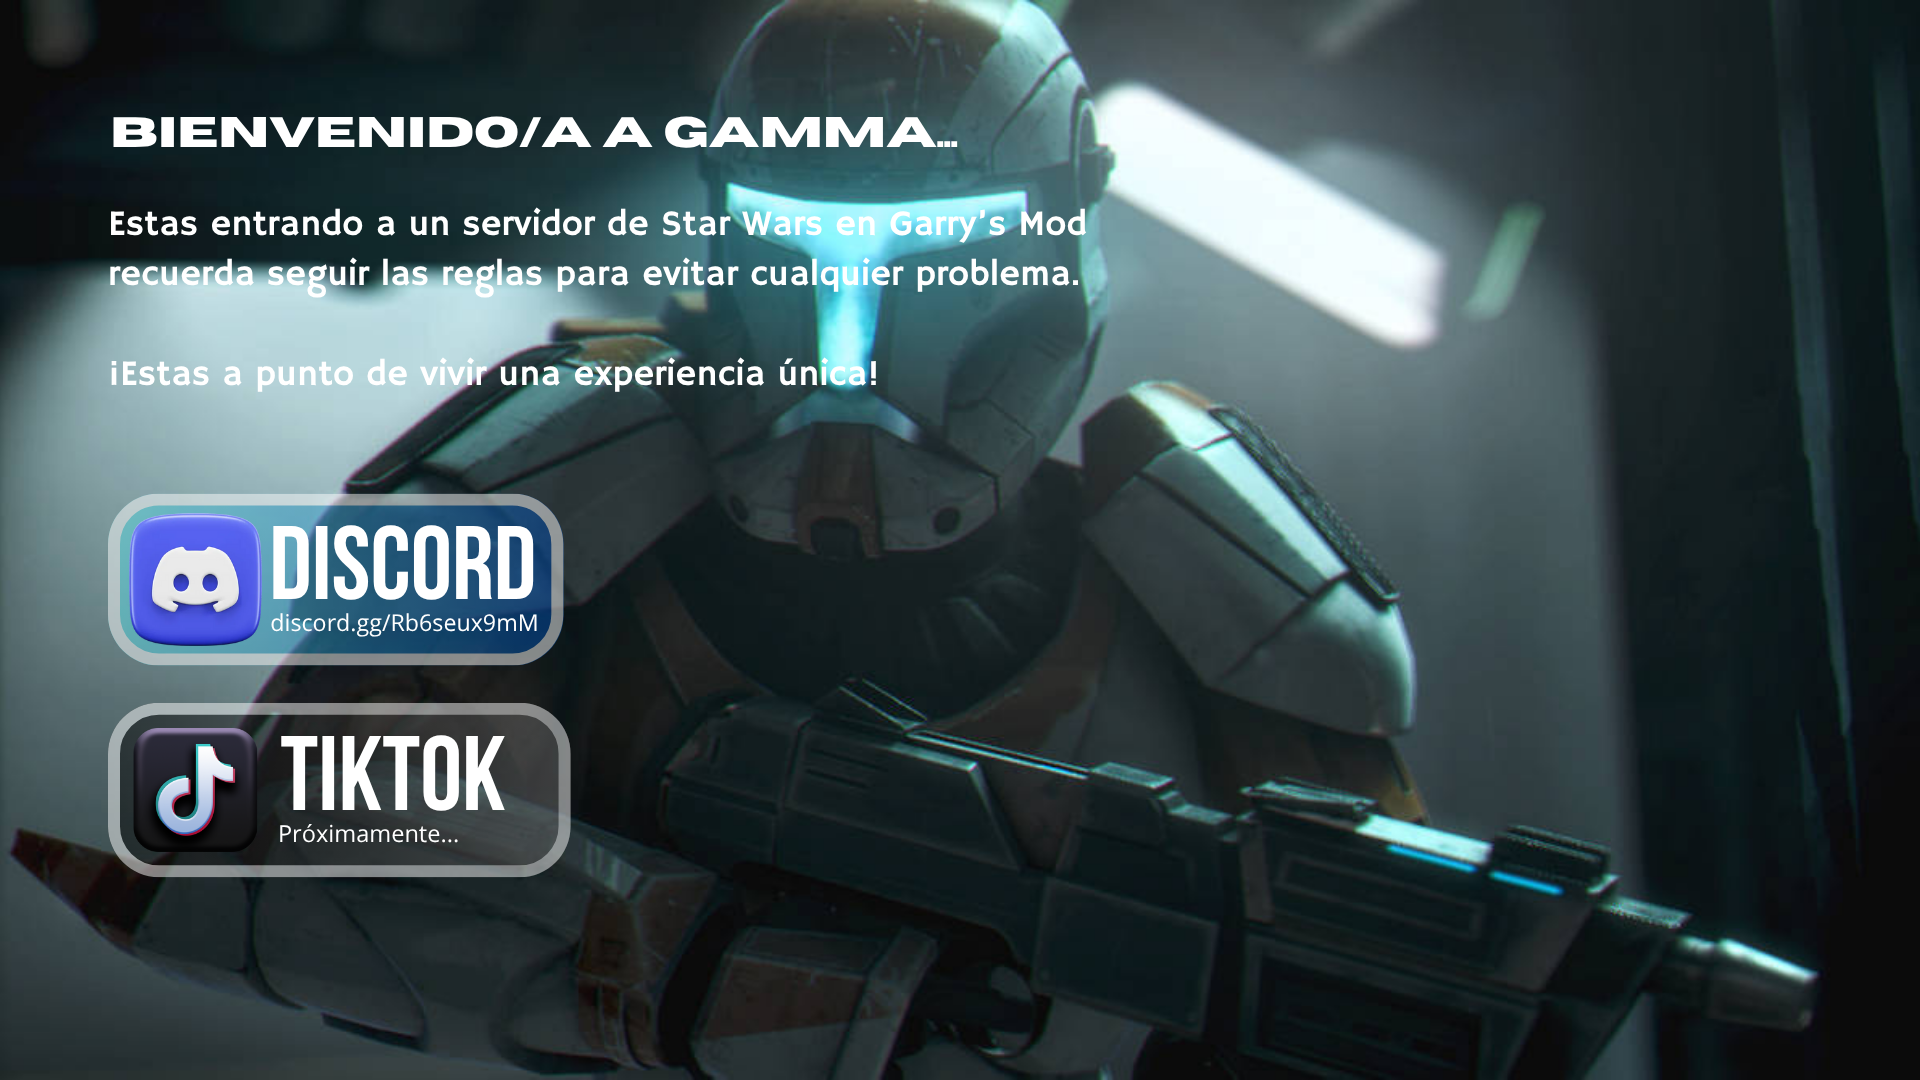 BIENVENIDO/A A GAMMA...
Estas entrando a un servidor de Star Wars en Garry's Mod
recuerda seguir las reglas para evitar cualquier problema.
¡Estas a punto de vivir una experiencia única!
DISCORD
discord.gg/Rb6seux9mM
TIKTOK
Próximamente...